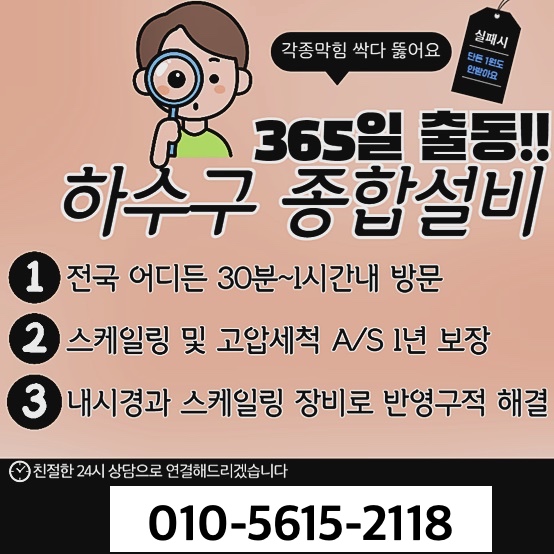 각종막힘 싹다 뚫어요
실패시
단돈 1원도
안받아요
365일 출동!!
하수구 종합설비
1 전국 어디든 30분~1시간내 방문
2 스케일링 및 고압세척 A/S 1년 보장
3 내시경과 스케일링 장비로 반영구적 해결
친절한 24시 상담으로 연결해드리겠습니다
010-5615-2118